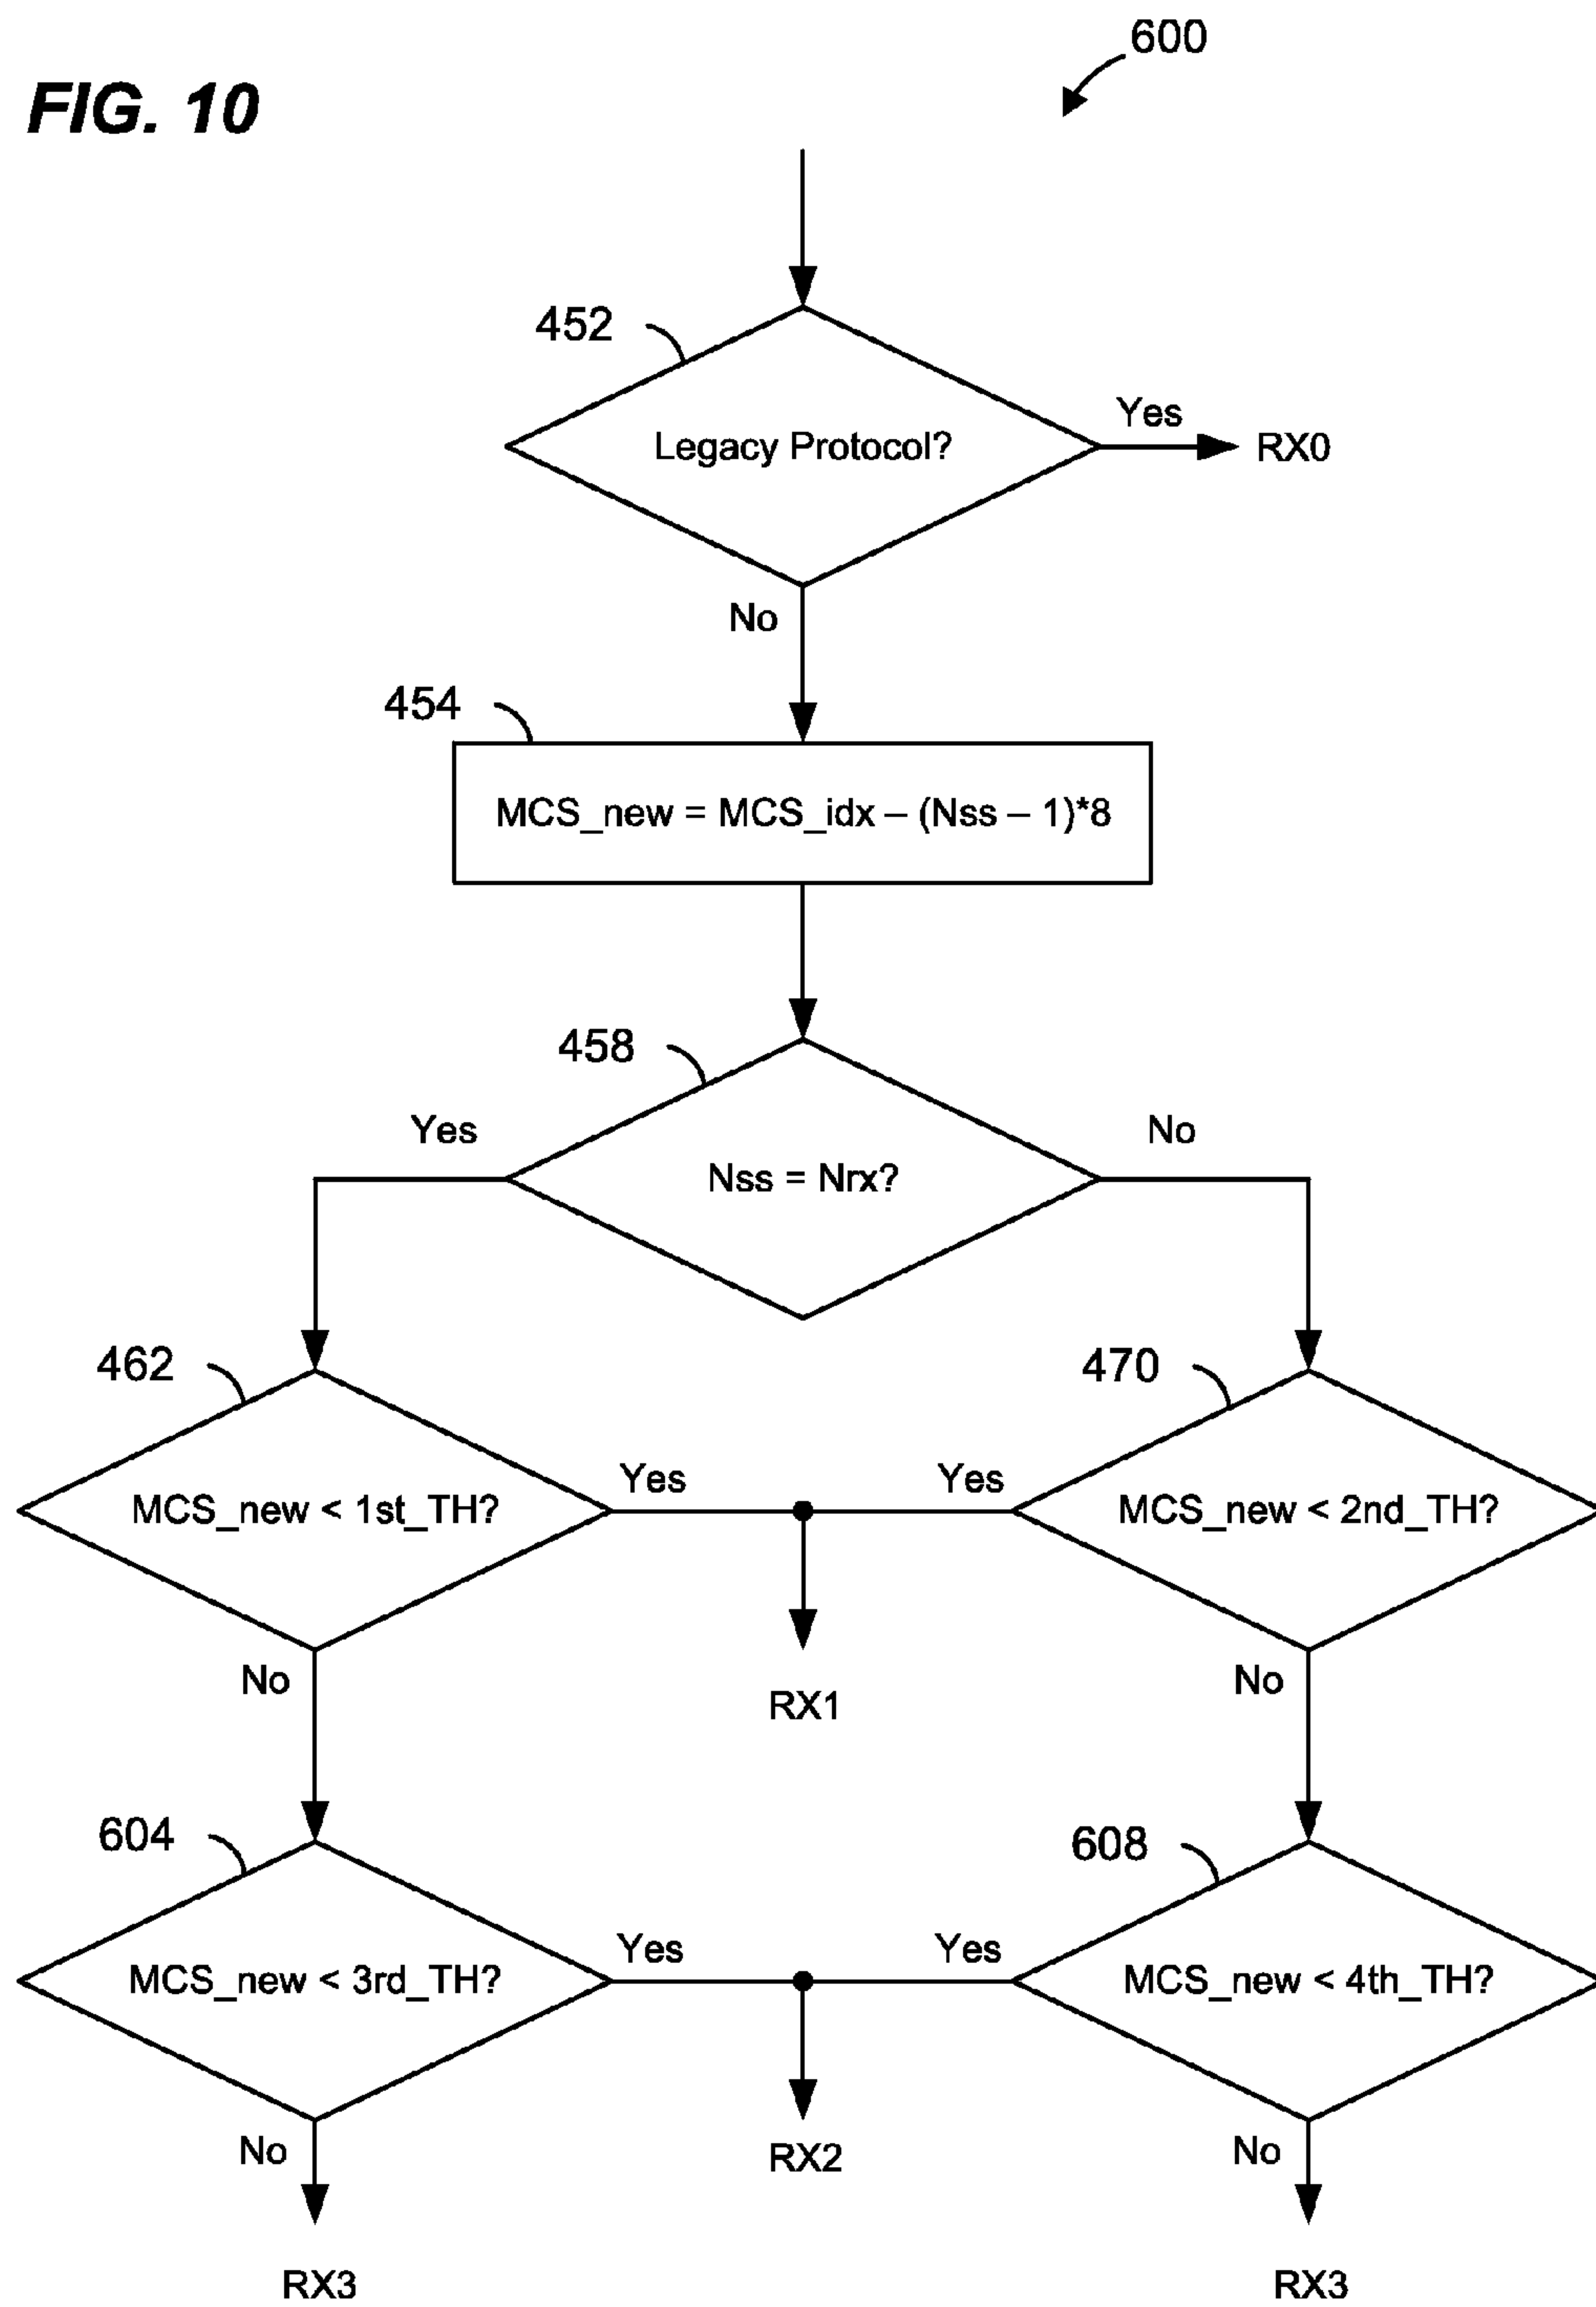 600
FIG. 10
452
Yes
Legacy Protocol?
RX0
No
454
MCS_new = MCS_idx – (Nss – 1)*8
458
Yes
No
Nss = Nrx?
462
470
Yes
Yes
MCS_new < 1st_TH?
MCS_new < 2nd_TH?
No
No
RX1
604
608
Yes
Yes
MCS_new < 3rd_TH?
MCS_new < 4th_TH?
No
RX2
No
RX3
RX3